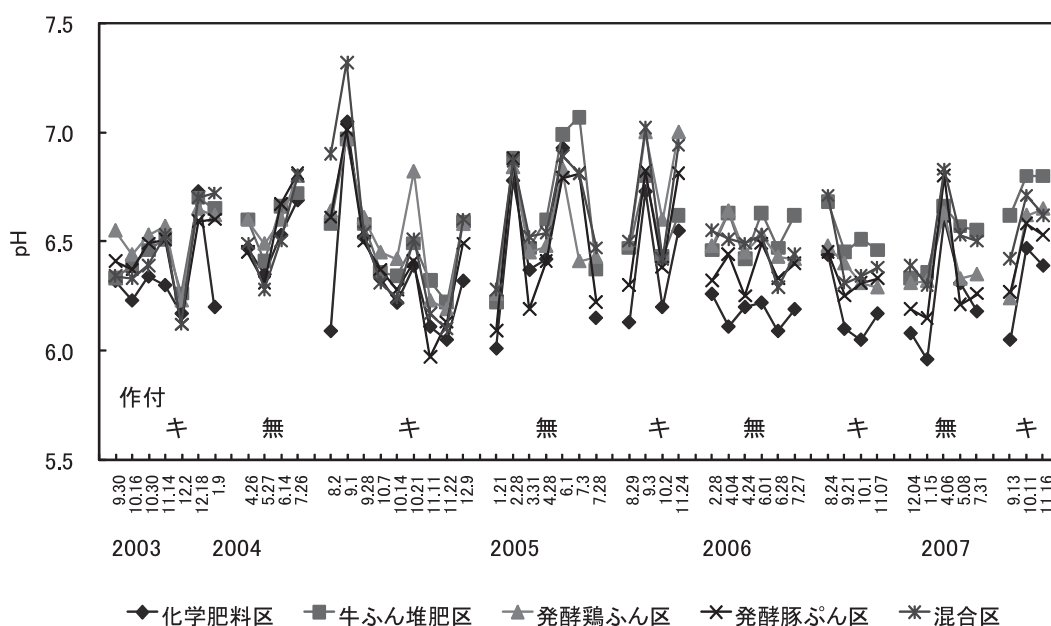 7.5
7.0
6.5
6.0
5.5
pH
作付
キ 無 キ 無 キ 無 キ 無 キ
9.30 10.16 10.30 11.14 12.2 12.18 1.9 4.26 5.27 6.14 7.26 8.2 9.1 9.28 10.7 10.14 10.21 11.11 11.22 12.9 1.21 2.28 3.31 4.28 6.1 7.3 7.28 8.29 9.3 10.2 11.24 2.28 4.04 4.24 6.01 6.28 7.27 8.24 9.21 10.1 11.07 12.04 1.15 4.06 5.08 7.31 9.13 10.11 11.16
2003 2004 2005 2006 2007
化学肥料区 牛ふん堆肥区 発酵鶏ふん区 発酵豚ぷん区 混合区